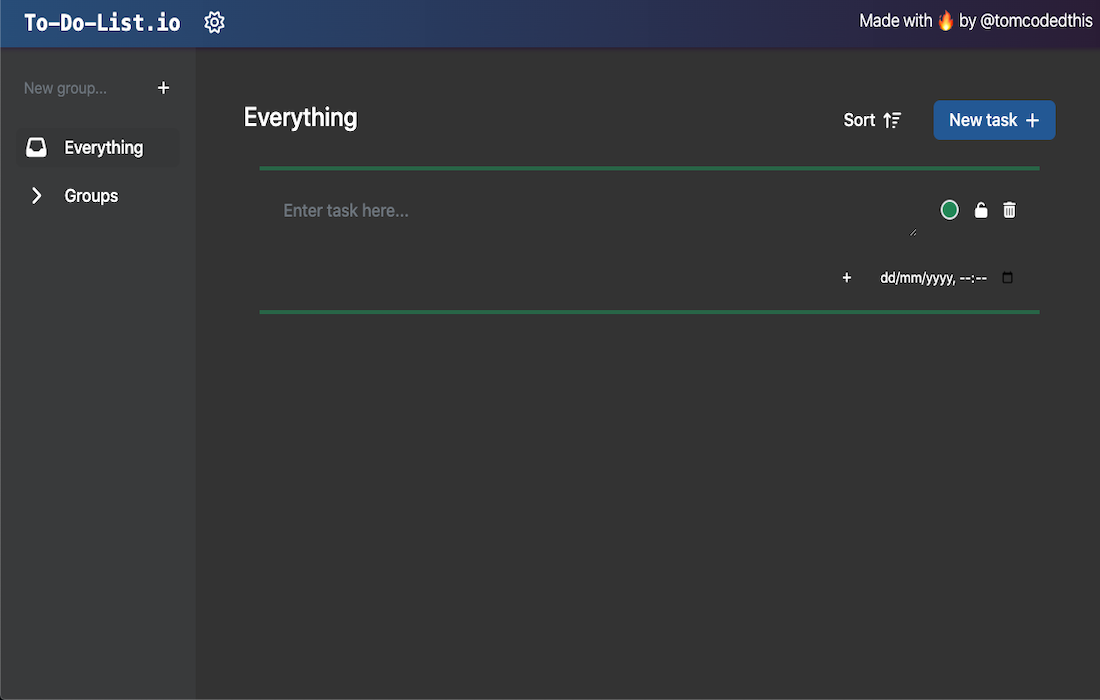 To-Do-List.io
Made with 🔥 by @tomcodedthis
New group...
+
Everything
Groups
Everything
Sort
New task +
Enter task here...
+ dd/mm/yyyy, --:--